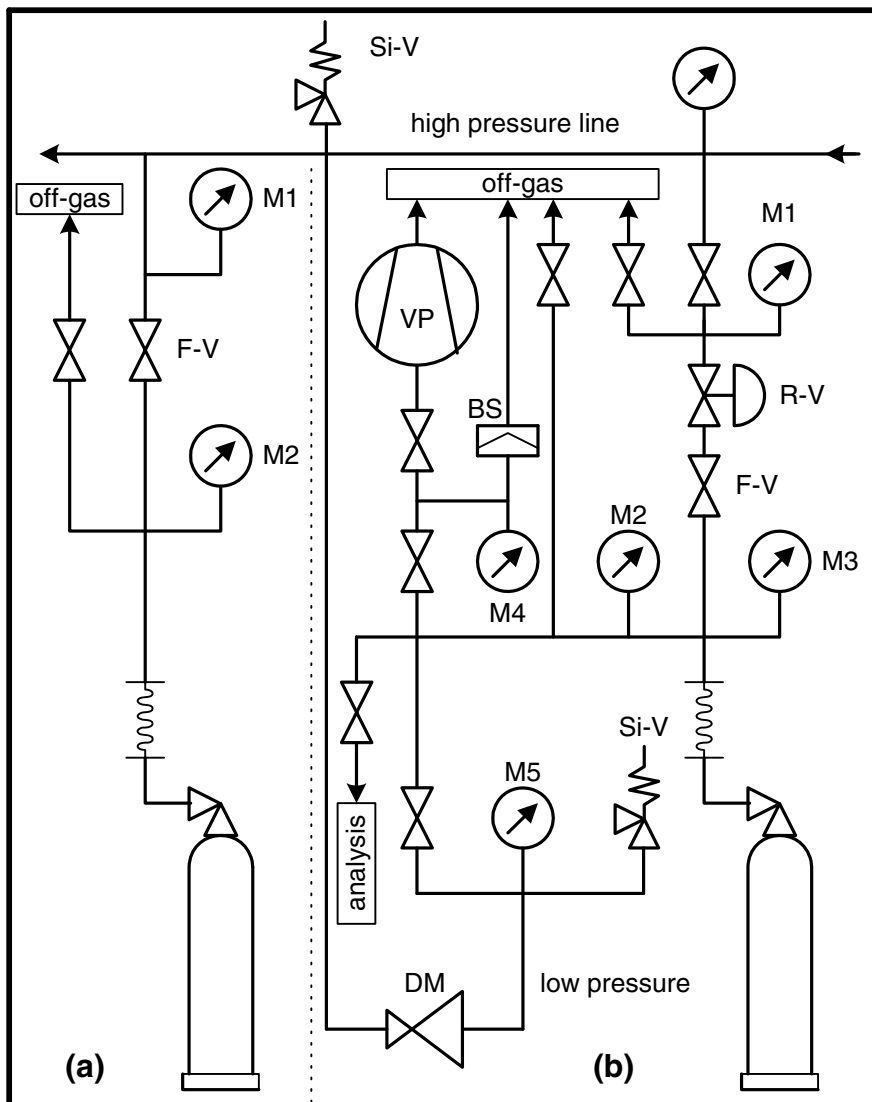 Si-V
high pressure line
off-gas
M1
off-gas
M1
F-V
VP
R-V
BS
M2
F-V
M2
M3
M4
Si-V
M5
analysis
DM
low pressure
(a)
(b)